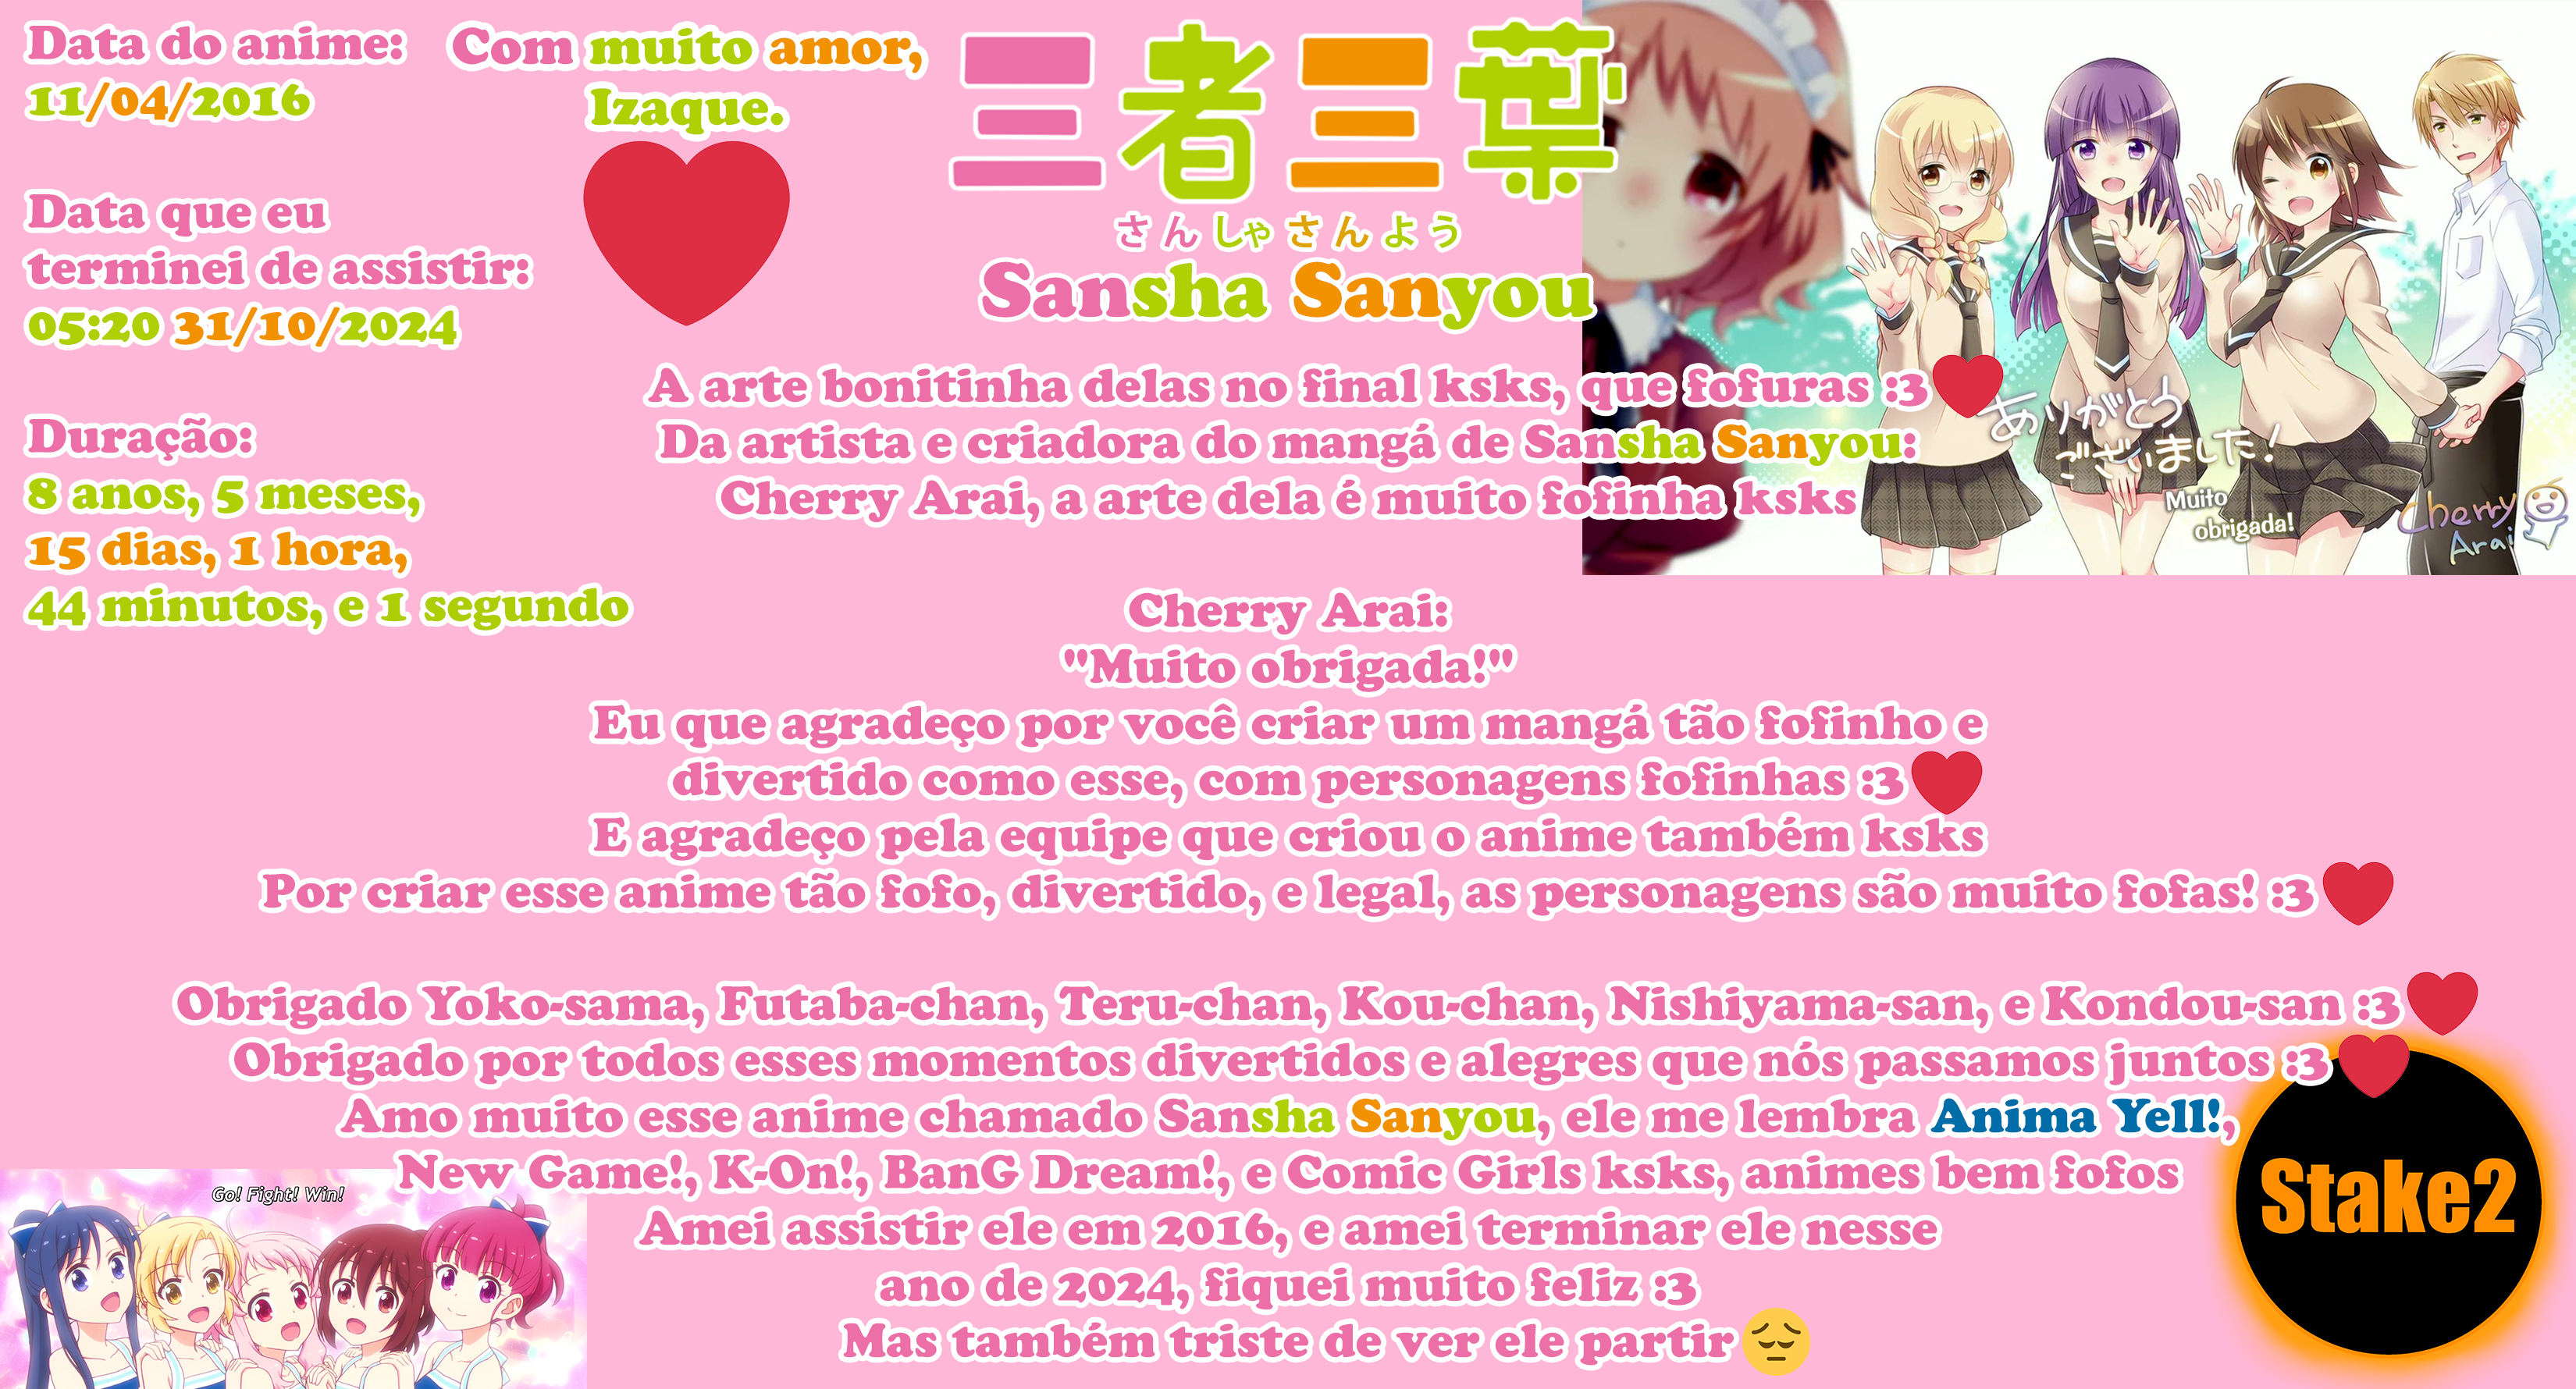 Data do anime:
11/04/2016
Data que eu
terminei de assistir:
05:20 31/10/2024
Duração:
8 anos, 5 meses,
15 dias, 1 hora,
44 minutos, e 1 segundo
Com muito amor,
Izaque.
三者三葉
さんしゃさんよう
Sansha Sanyou
A arte bonitinha delas no final ksks, que fofuras :3
Da artista e criadora do mangá de Sansha Sanyou:
Cherry Arai, a arte dela é muito fofinha ksks
ありがとう
ございました!
Muito
obrigada!
Cherry
Arai
Cherry Arai:
"Muito obrigada!"
Eu que agradeço por você criar um mangá tão fofinho e
divertido como esse, com personagens fofinhas :3
E agradeço pela equipe que criou o anime também ksks
Por criar esse anime tão fofo, divertido, e legal, as personagens são muito fofas! :3
Obrigado Yoko-sama, Futaba-chan, Teru-chan, Kou-chan, Nishiyama-san, e Kondou-san :3
Obrigado por todos esses momentos divertidos e alegres que nós passamos juntos :3
Amo muito esse anime chamado Sansha Sanyou, ele me lembra Anima Yell!,
New Game!, K-On!, BanG Dream!, e Comic Girls ksks, animes bem fofos
Amei assistir ele em 2016, e amei terminar ele nesse
ano de 2024, fiquei muito feliz :3
Mas também triste de ver ele partir
Go! Fight! Win!
Stake2